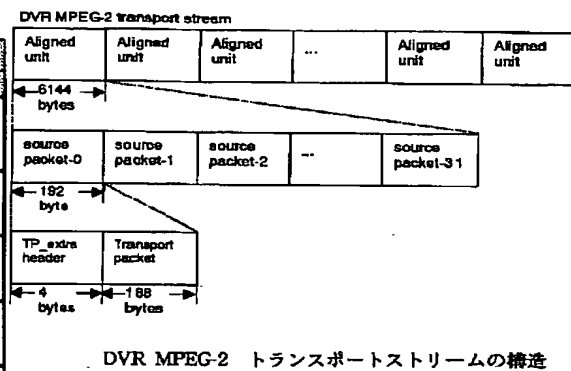 DVR MPEG-2 transport stream
Aligned unit
Aligned unit
Aligned unit
...
Aligned unit
Aligned unit
6144 bytes
source packet-0
source packet-1
source packet-2
...
source packet-31
192 byte
TP_extra header
Transport packet
4 bytes
188 bytes
DVR MPEG-2 トランスポートストリームの構造